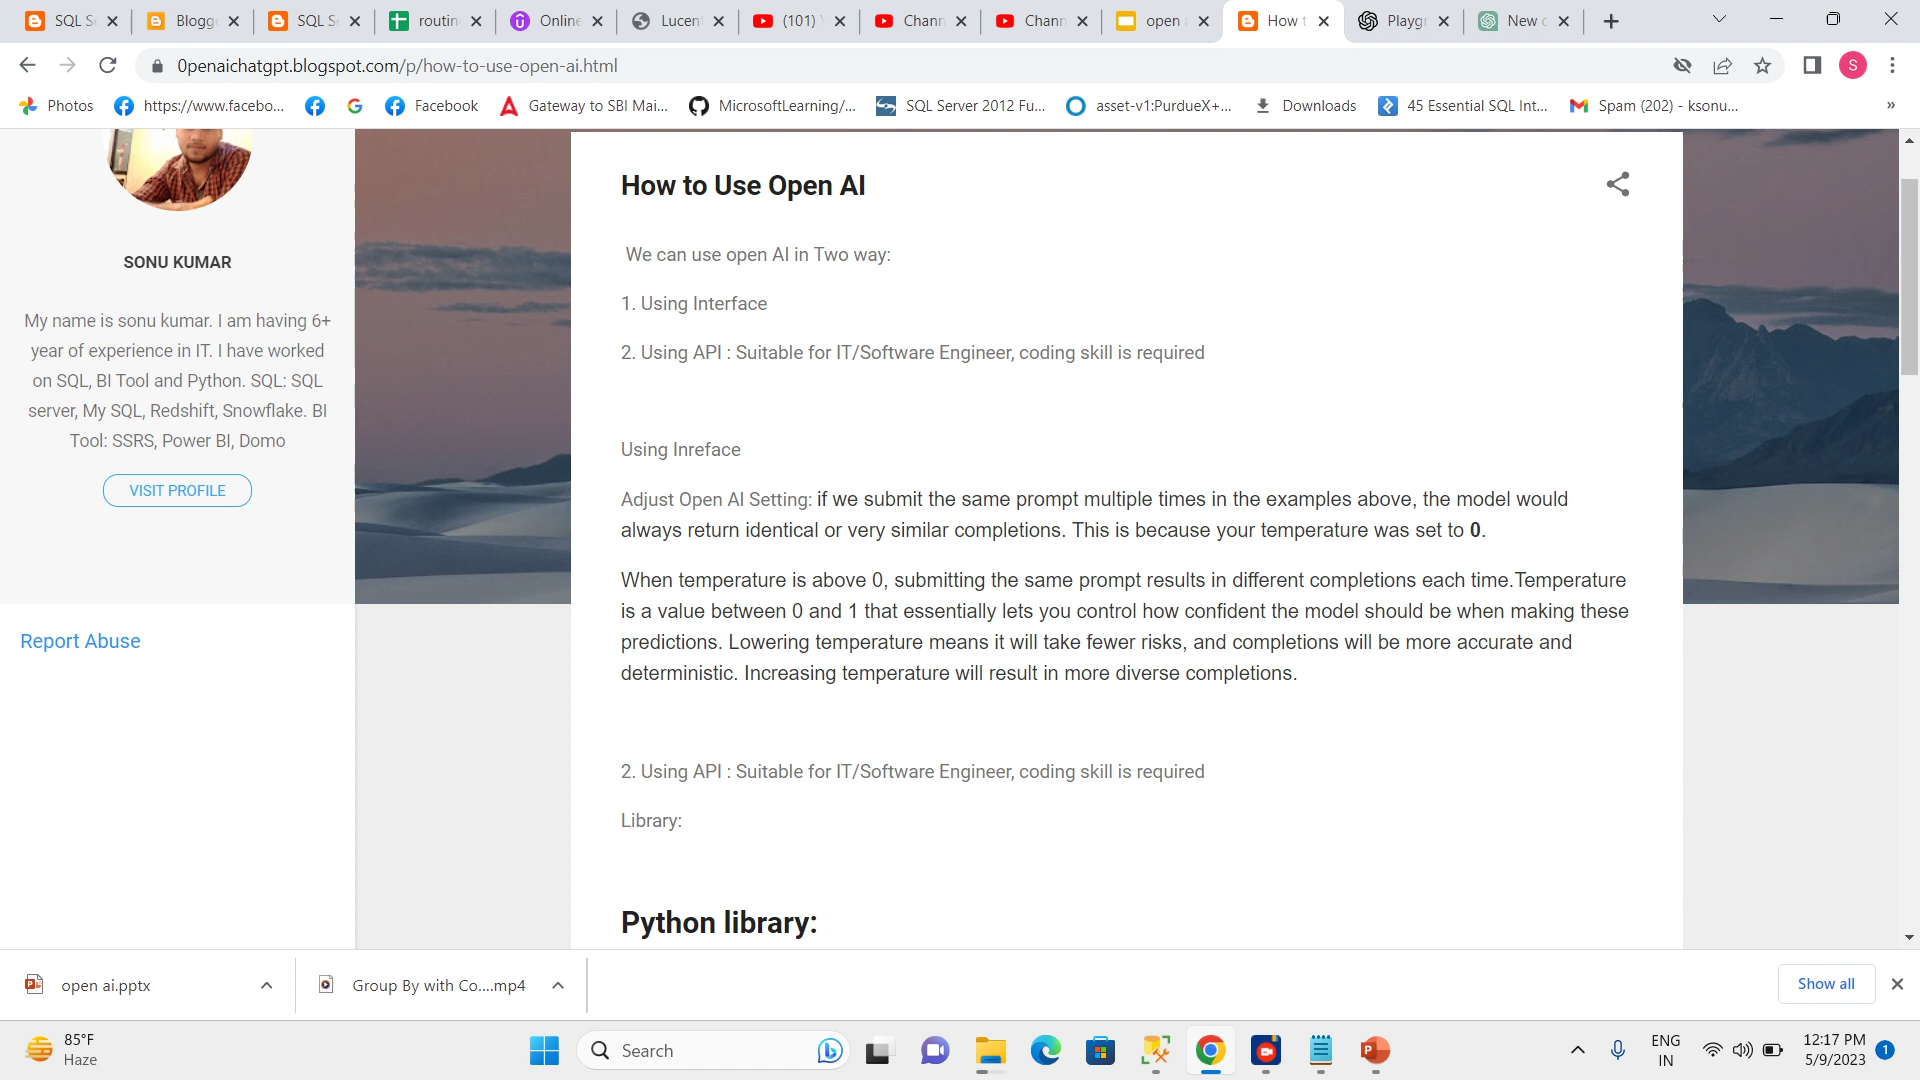 SQL S
Blogg
SQL S
routin
Online
Lucen
(101)
Chann
Chann
open
How t
Playgr
New c
0penaichatgpt.blogspot.com/p/how-to-use-open-ai.html
S
Photos
https://www.facebo...
Facebook
Gateway to SBI Mai...
MicrosoftLearning/...
SQL Server 2012 Fu...
asset-v1:PurdueX+...
Downloads
45 Essential SQL Int...
Spam (202) - ksonu...
»
SONU KUMAR
My name is sonu kumar. I am having 6+
year of experience in IT. I have worked
on SQL, BI Tool and Python. SQL: SQL
server, My SQL, Redshift, Snowflake. BI
Tool: SSRS, Power BI, Domo
VISIT PROFILE
Report Abuse
How to Use Open AI
We can use open AI in Two way:
1. Using Interface
2. Using API : Suitable for IT/Software Engineer, coding skill is required
Using Inreface
Adjust Open AI Setting: if we submit the same prompt multiple times in the examples above, the model would
always return identical or very similar completions. This is because your temperature was set to 0.
When temperature is above 0, submitting the same prompt results in different completions each time.Temperature
is a value between 0 and 1 that essentially lets you control how confident the model should be when making these
predictions. Lowering temperature means it will take fewer risks, and completions will be more accurate and
deterministic. Increasing temperature will result in more diverse completions.
2. Using API : Suitable for IT/Software Engineer, coding skill is required
Library:
Python library:
open ai.pptx
Group By with Co....mp4
Show all
85°F
Haze
Search
ENG
IN
12:17 PM
5/9/2023
1